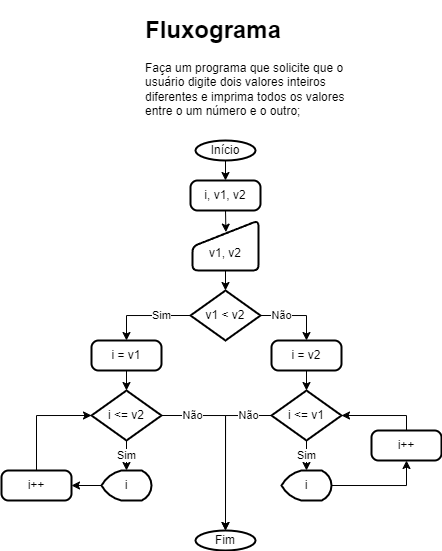 Fluxograma
Faça um programa que solicite que o
usuário digite dois valores inteiros
diferentes e imprima todos os valores
entre o um número e o outro;
Início
i, v1, v2
v1, v2
Sim
v1 < v2
Não
i = v1
i = v2
i <= v2
Não
Não
i <= v1
i++
Sim
Sim
i++
i
i
Fim